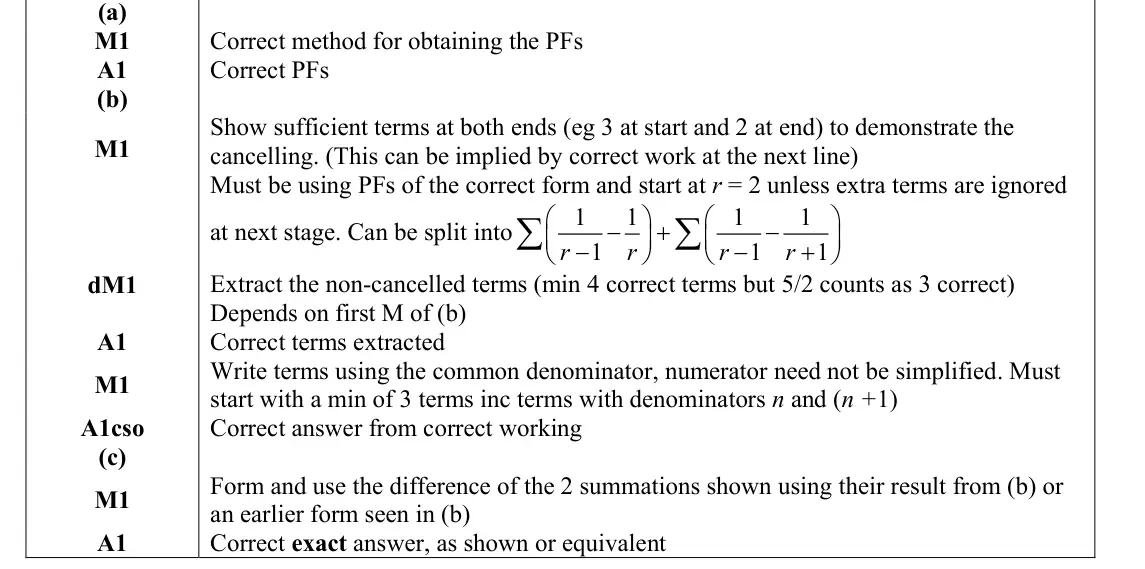 (a)
M1 Correct method for obtaining the PFs
A1 Correct PFs
(b)
M1 Show sufficient terms at both ends (eg 3 at start and 2 at end) to demonstrate the
cancelling. (This can be implied by correct work at the next line)
Must be using PFs of the correct form and start at r = 2 unless extra terms are ignored
at next stage. Can be split into ∑(1/(r−1) − 1/r) + ∑(1/(r−1) − 1/(r+1))
dM1 Extract the non-cancelled terms (min 4 correct terms but 5/2 counts as 3 correct)
Depends on first M of (b)
A1 Correct terms extracted
M1 Write terms using the common denominator, numerator need not be simplified. Must
start with a min of 3 terms inc terms with denominators n and (n +1)
A1cso Correct answer from correct working
(c)
M1 Form and use the difference of the 2 summations shown using their result from (b) or
an earlier form seen in (b)
A1 Correct exact answer, as shown or equivalent